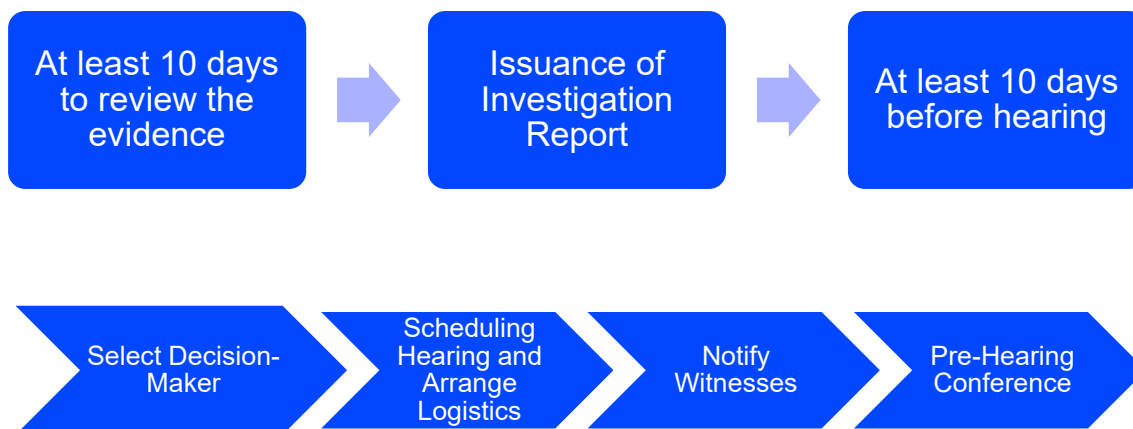 At least 10 days
to review the
evidence
Issuance of
Investigation
Report
At least 10 days
before hearing
Select Decision-
Maker
Scheduling
Hearing and
Arrange
Logistics
Notify
Witnesses
Pre-Hearing
Conference